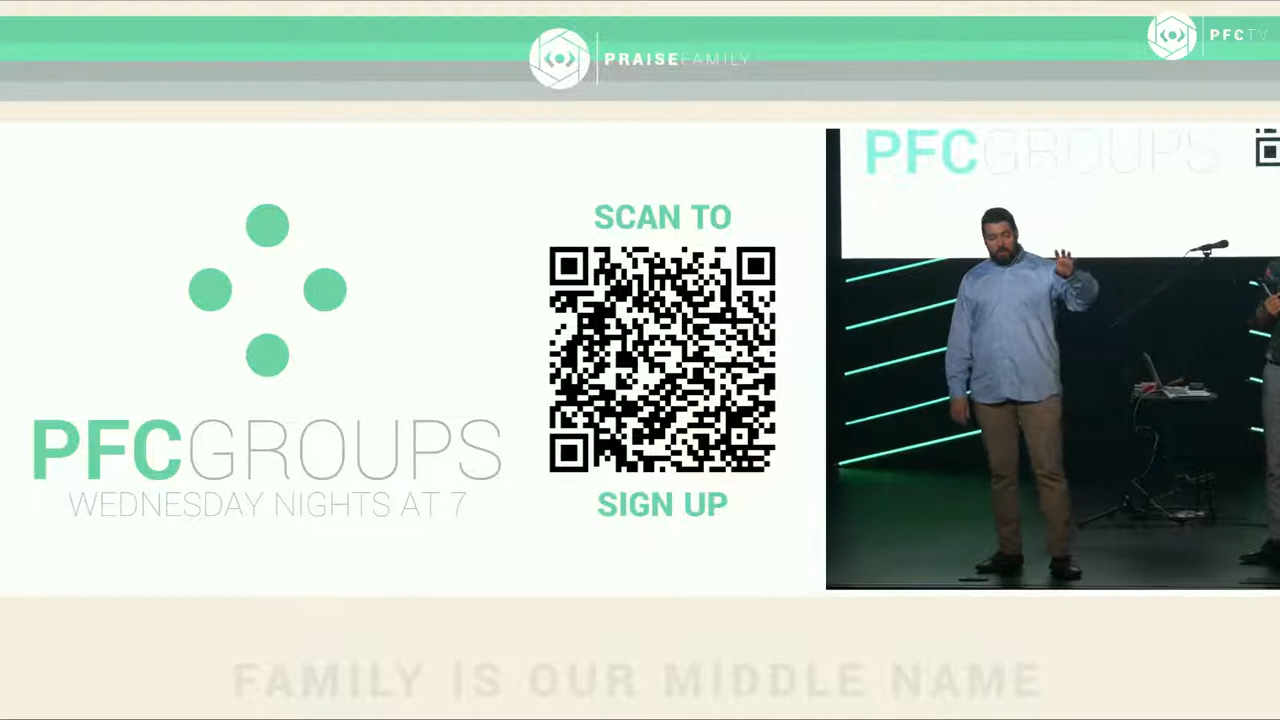 PRAISEFAMILY
PFCTV
PFCGROUPS
SCAN TO
PFCGROUPS
WEDNESDAY NIGHTS AT 7
SIGN UP
FAMILY IS OUR MIDDLE NAME